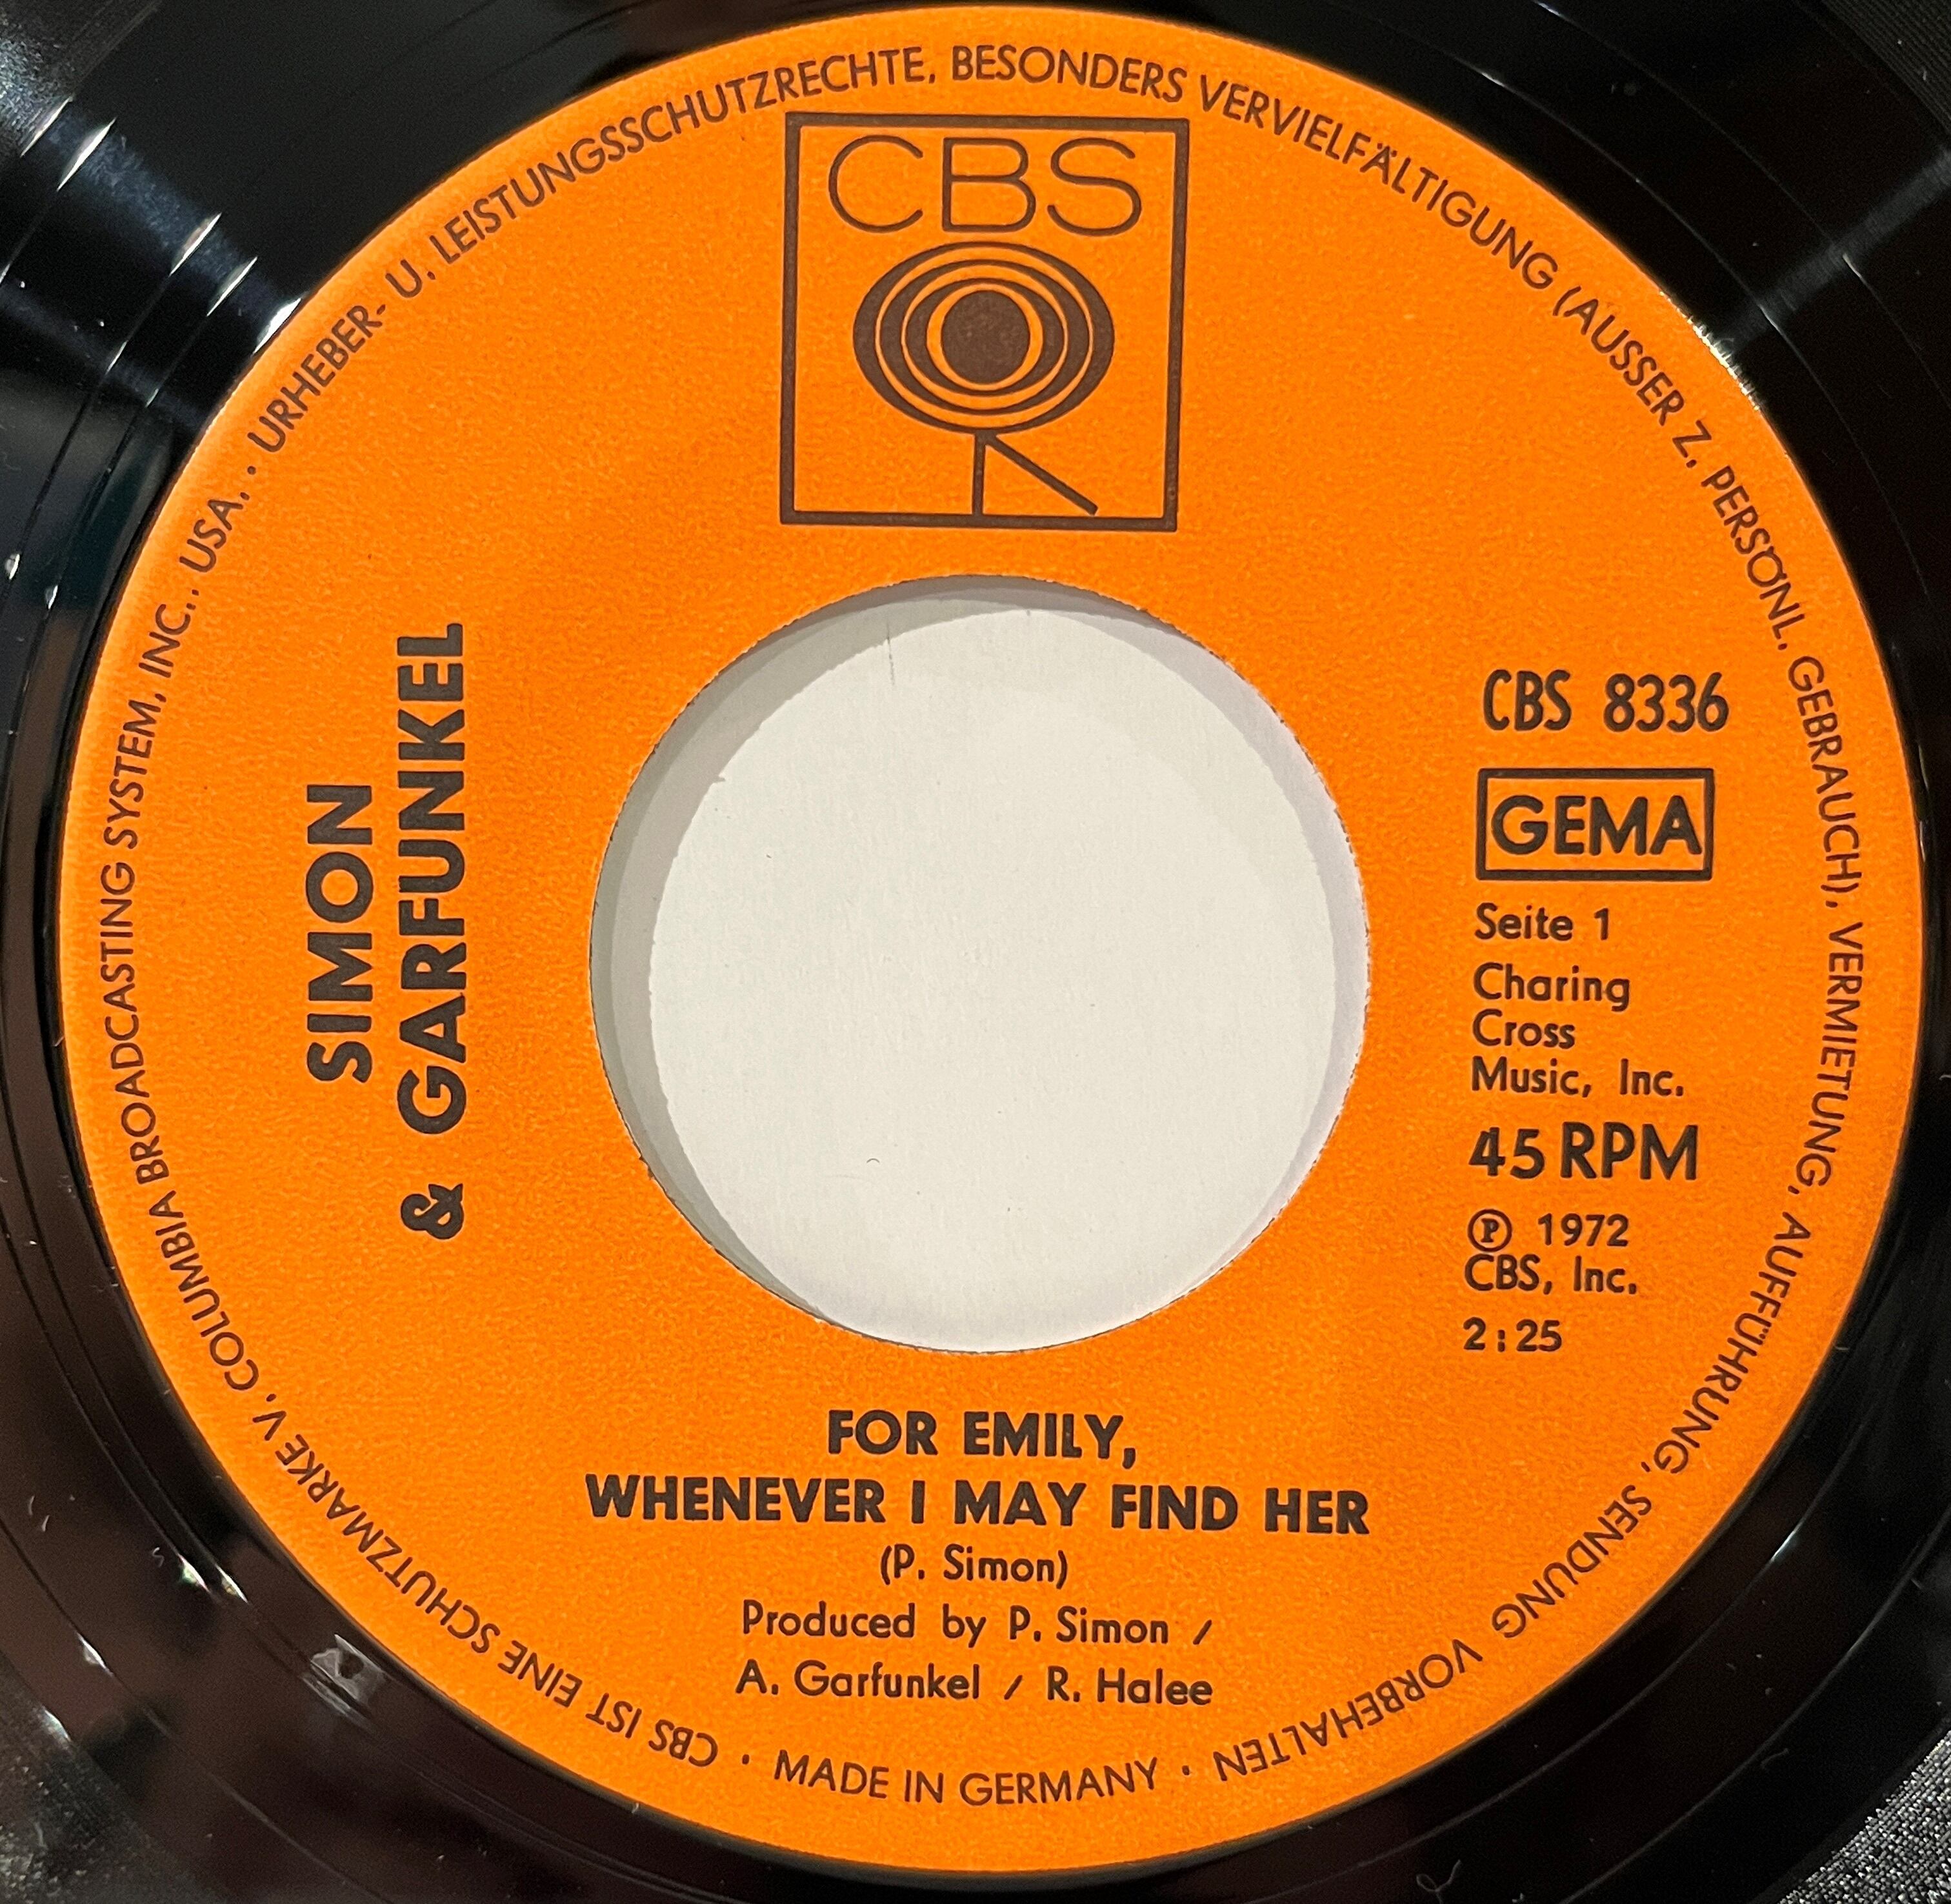 CBS
SIMON
& GARFUNKEL
CBS 8336
GEMA
Seite 1
Charing
Cross
Music, Inc.
45 RPM
Ⓟ 1972
CBS, Inc.
2:25
FOR EMILY,
WHENEVER I MAY FIND HER
(P. Simon)
Produced by P. Simon /
A. Garfunkel / R. Halee
CBS IST EINE SCHUTZMARKE V. COLUMBIA BROADCASTING SYSTEM, INC., USA. · URHEBER- U. LEISTUNGSSCHUTZRECHTE, BESONDERS VERVIELFÄLTIGUNG (AUSSER Z. PERSÖNL. GEBRAUCH), VERMIETUNG, AUFFÜHRUNG, SENDUNG VORBEHALTEN · MADE IN GERMANY ·